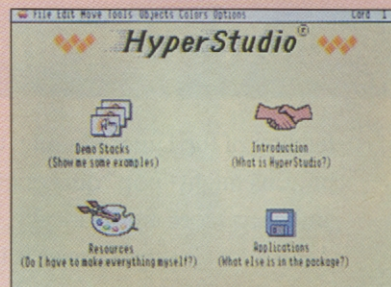 File Edit Move Tools Objects Colors Options Card 1
HyperStudio®
Demo Stacks
(Show me some examples)
Introduction
(What is HyperStudio?)
Resources
(Do I have to make everything myself?)
Applications
(What else is in the package?)